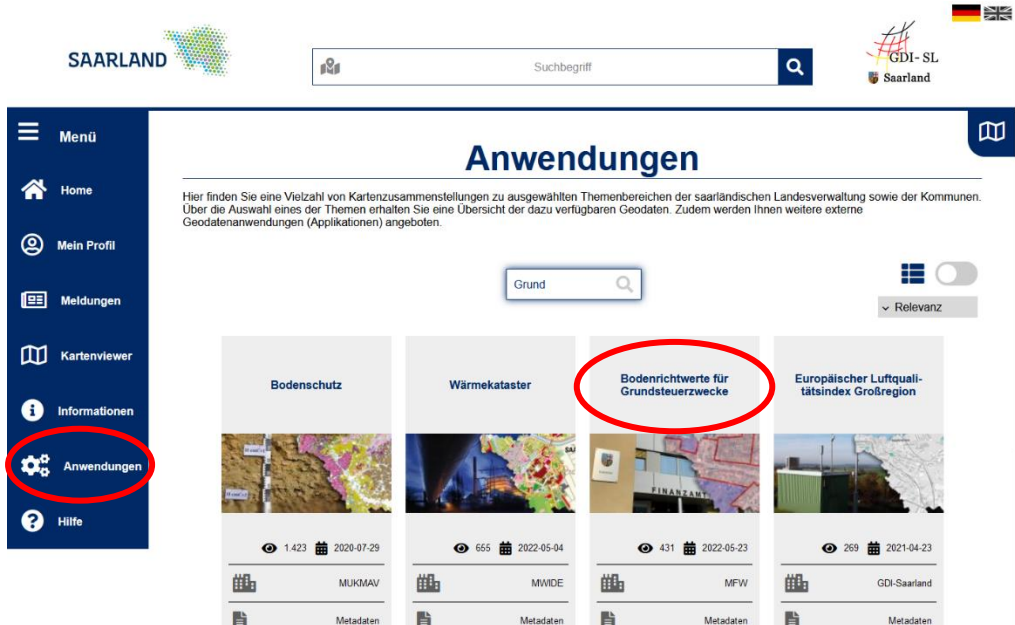 SAARLAND
Suchbegriff
GDI-SL
Saarland
Menü
Home
Mein Profil
Meldungen
Kartenviewer
Informationen
Anwendungen
Hilfe
Anwendungen
Hier finden Sie eine Vielzahl von Kartenzusammenstellungen zu ausgewählten Themenbereichen der saarländischen Landesverwaltung sowie der Kommunen.
Über die Auswahl eines der Themen erhalten Sie eine Übersicht der dazu verfügbaren Geodaten. Zudem werden Ihnen weitere externe
Geodatenanwendungen (Applikationen) angeboten.
Grund
Relevanz
Bodenschutz
Wärmekataster
Bodenrichtwerte für
Grundsteuerzwecke
Europäischer Luftquali-
tätsindex Großregion
FINANZAMT
1.423 2020-07-29
655 2022-05-04
431 2022-05-23
269 2021-04-23
MUKMAV
MWIDE
MFW
GDI-Saarland
Metadaten
Metadaten
Metadaten
Metadaten